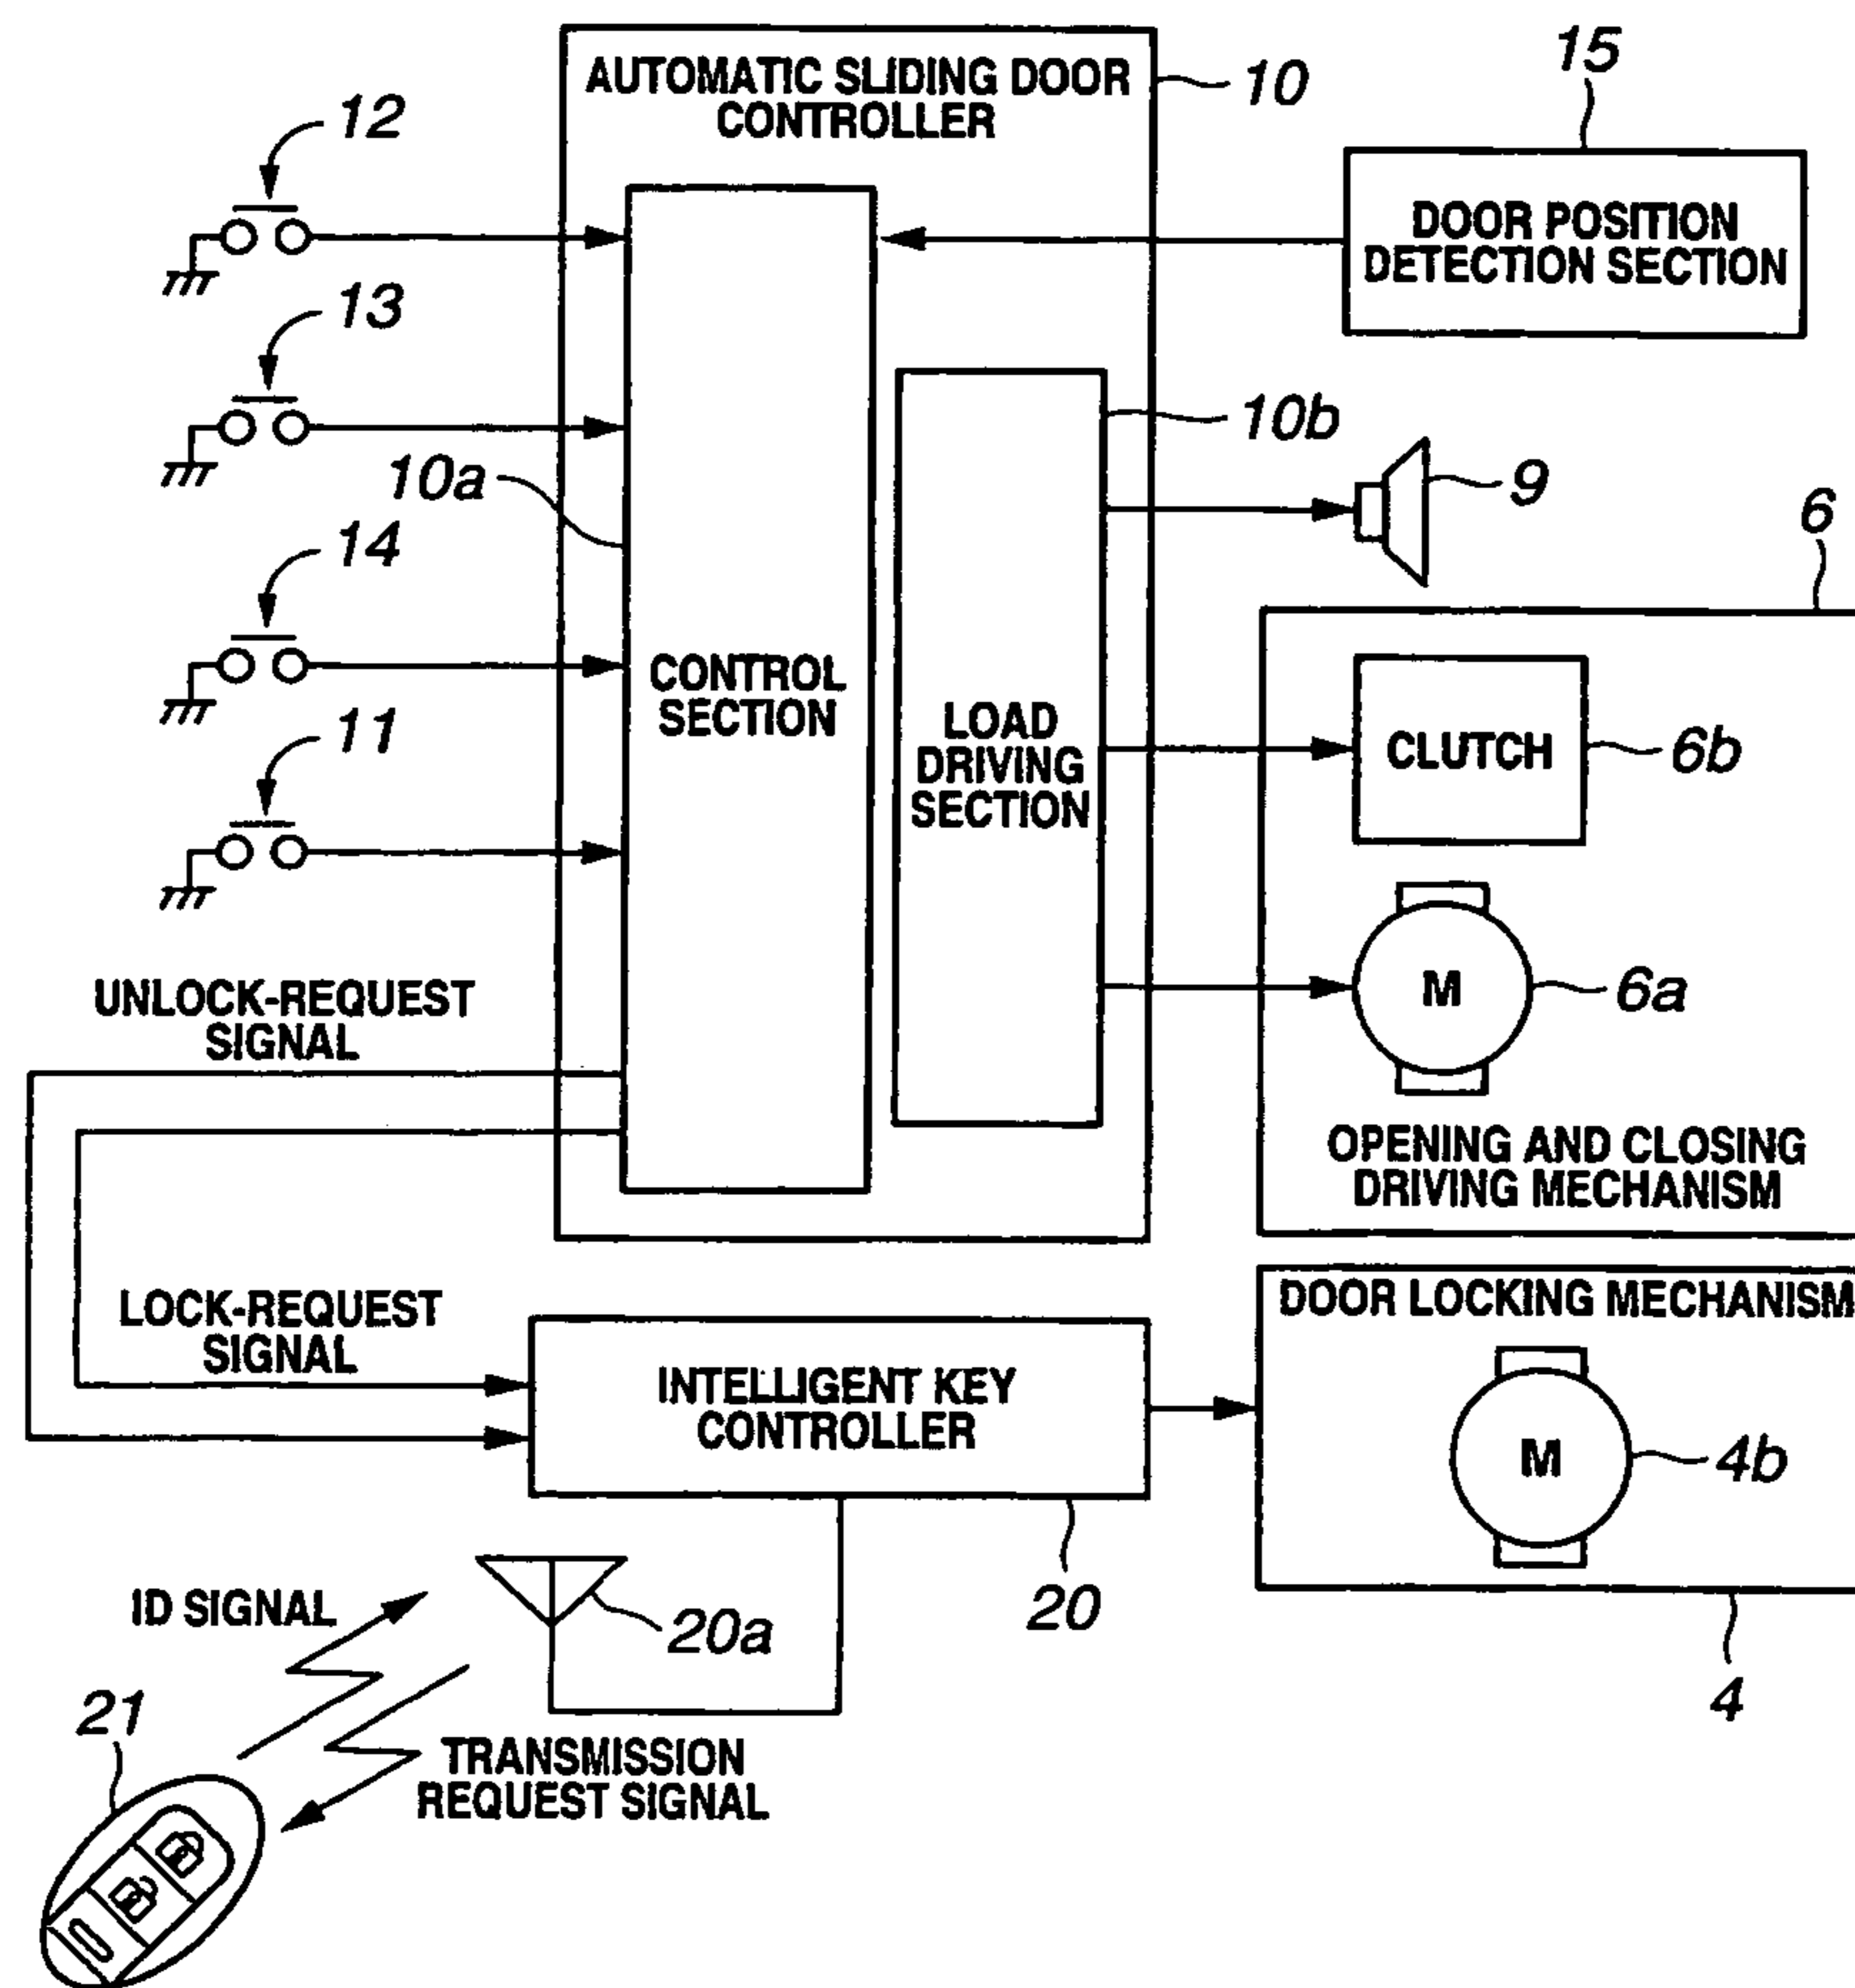 AUTOMATIC SLIDING DOOR
CONTROLLER
10
15
12
DOOR POSITION
DETECTION SECTION
13
10b
10a
9
6
14
CONTROL
SECTION
LOAD
DRIVING
SECTION
CLUTCH
6b
11
M
6a
UNLOCK-REQUEST
SIGNAL
OPENING AND CLOSING
DRIVING MECHANISM
LOCK-REQUEST
SIGNAL
DOOR LOCKING MECHANISM
INTELLIGENT KEY
CONTROLLER
M
4b
20
ID SIGNAL
20a
4
21
TRANSMISSION
REQUEST SIGNAL